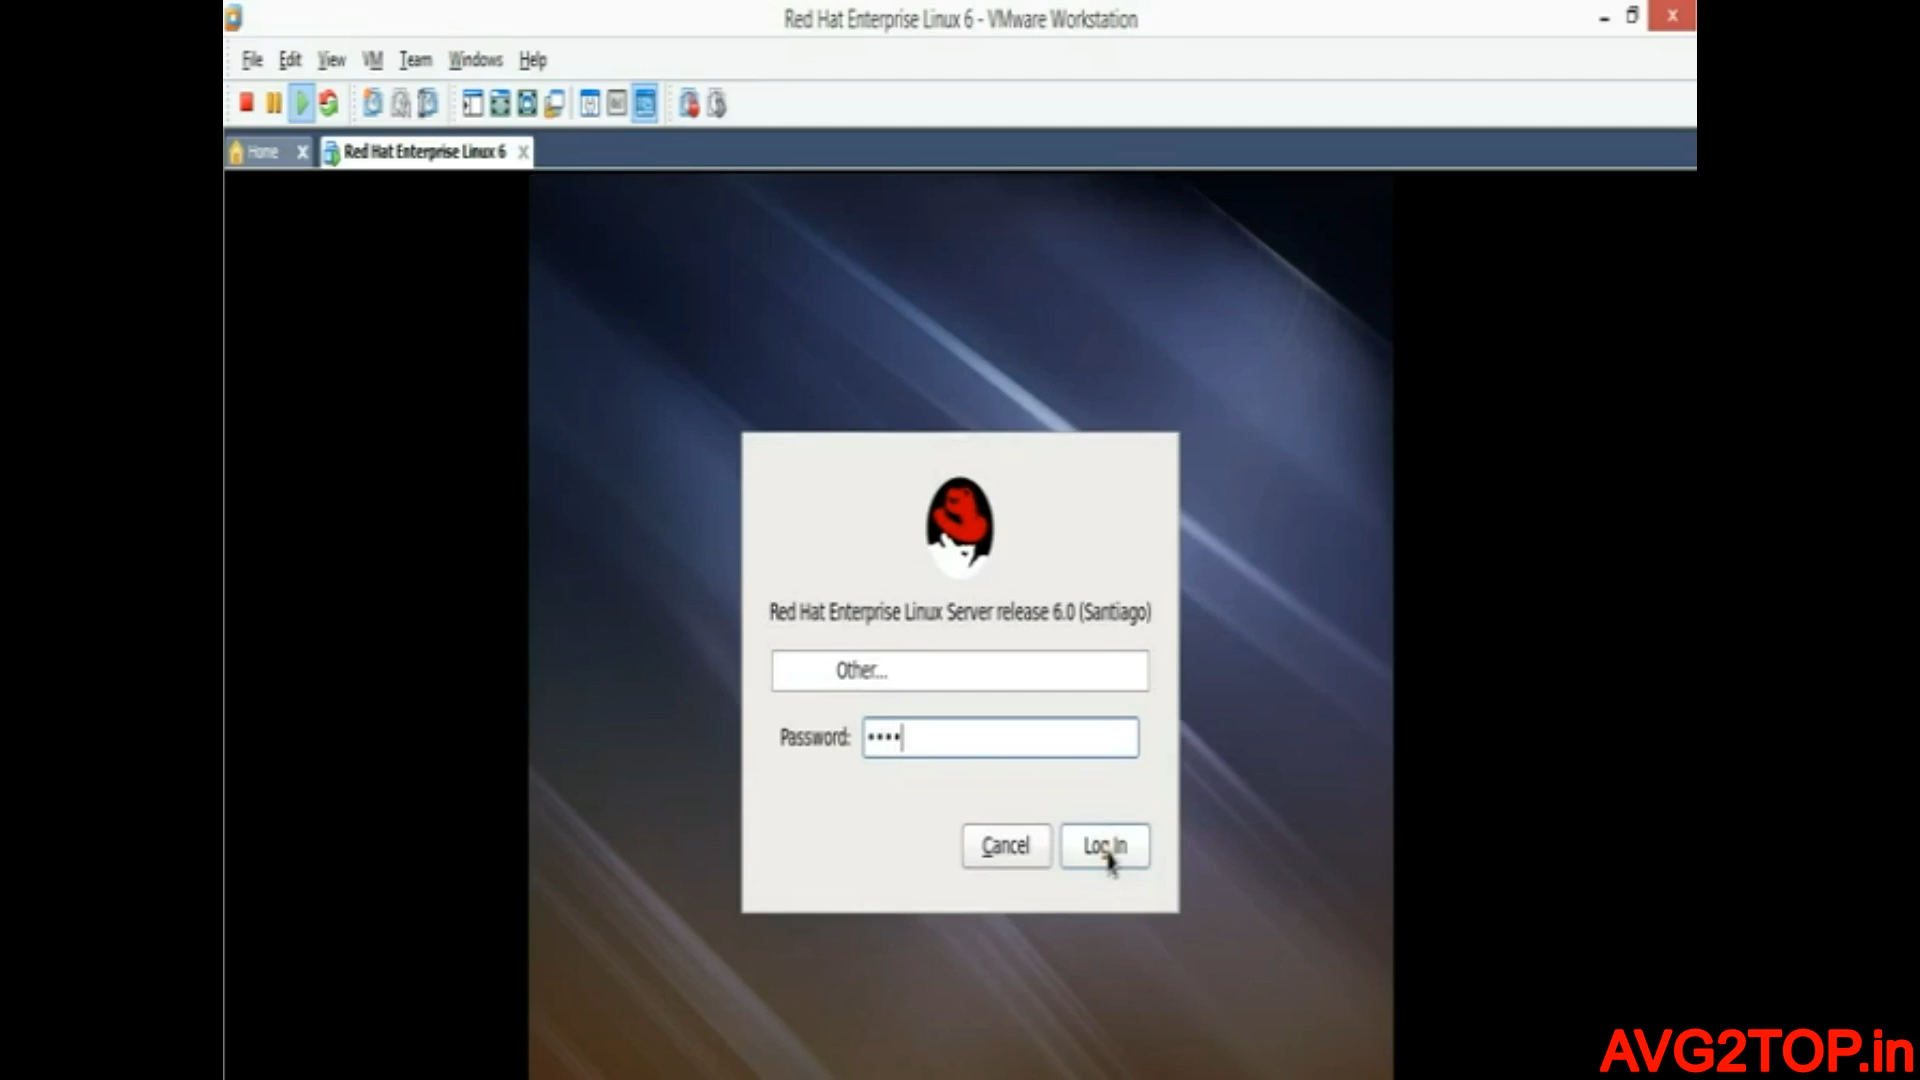 Red Hat Enterprise Linux 6 - VMware Workstation
File Edit View VM Team Windows Help
Home X Red Hat Enterprise Linux 6 X
Red Hat Enterprise Linux Server release 6.0 (Santiago)
Other...
Password: ••••
Cancel Log In
AVG2TOP.in